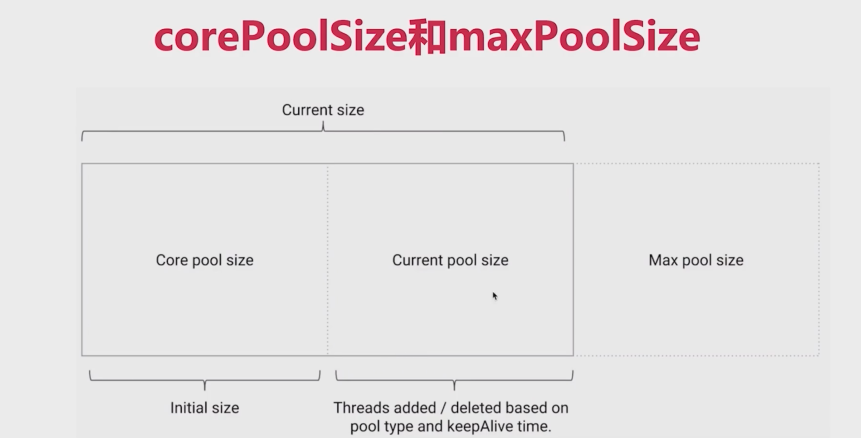 corePoolSize和maxPoolSize
Current size
Core pool size
Current pool size
Max pool size
Initial size
Threads added / deleted based on
pool type and keepAlive time.